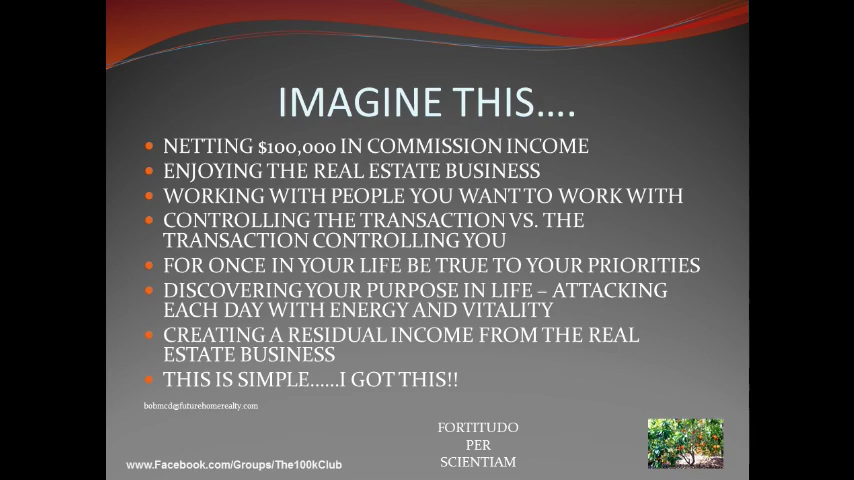 IMAGINE THIS....
NETTING $100,000 IN COMMISSION INCOME
ENJOYING THE REAL ESTATE BUSINESS
WORKING WITH PEOPLE YOU WANT TO WORK WITH
CONTROLLING THE TRANSACTION VS. THE
TRANSACTION CONTROLLING YOU
FOR ONCE IN YOUR LIFE BE TRUE TO YOUR PRIORITIES
DISCOVERING YOUR PURPOSE IN LIFE – ATTACKING
EACH DAY WITH ENERGY AND VITALITY
CREATING A RESIDUAL INCOME FROM THE REAL
ESTATE BUSINESS
THIS IS SIMPLE......I GOT THIS!!
bobmcd@futurehomerealty.com
FORTITUDO
PER
SCIENTIAM
www.Facebook.com/Groups/The100kClub